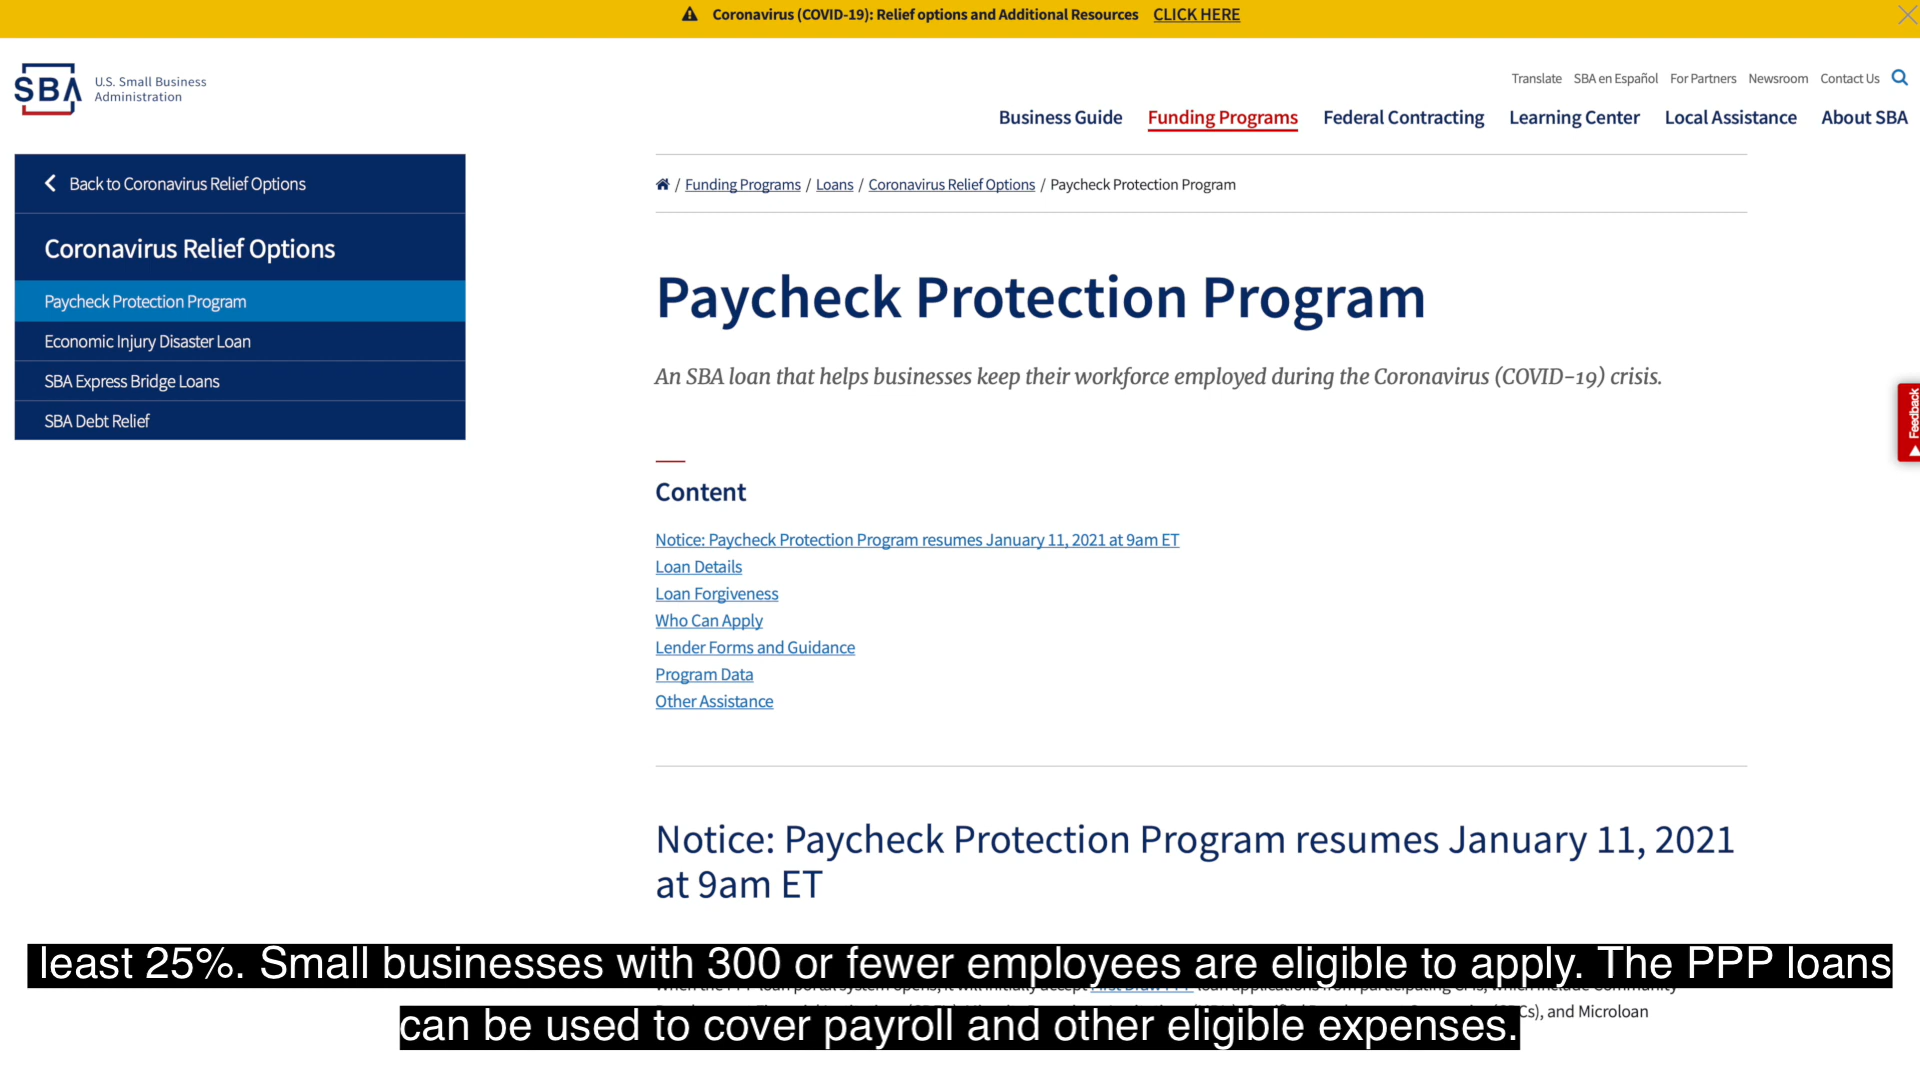 Coronavirus (COVID-19): Relief options and Additional Resources CLICK HERE
SBA U.S. Small Business
Administration
Translate SBA en Español For Partners Newsroom Contact Us
Business Guide Funding Programs Federal Contracting Learning Center Local Assistance About SBA
Back to Coronavirus Relief Options
Coronavirus Relief Options
Paycheck Protection Program
Economic Injury Disaster Loan
SBA Express Bridge Loans
SBA Debt Relief
/ Funding Programs / Loans / Coronavirus Relief Options / Paycheck Protection Program
Paycheck Protection Program
An SBA loan that helps businesses keep their workforce employed during the Coronavirus (COVID-19) crisis.
Feedback
Content
Notice: Paycheck Protection Program resumes January 11, 2021 at 9am ET
Loan Details
Loan Forgiveness
Who Can Apply
Lender Forms and Guidance
Program Data
Other Assistance
Notice: Paycheck Protection Program resumes January 11, 2021
at 9am ET
least 25%. Small businesses with 300 or fewer employees are eligible to apply. The PPP loans
can be used to cover payroll and other eligible expenses.
and Microloan